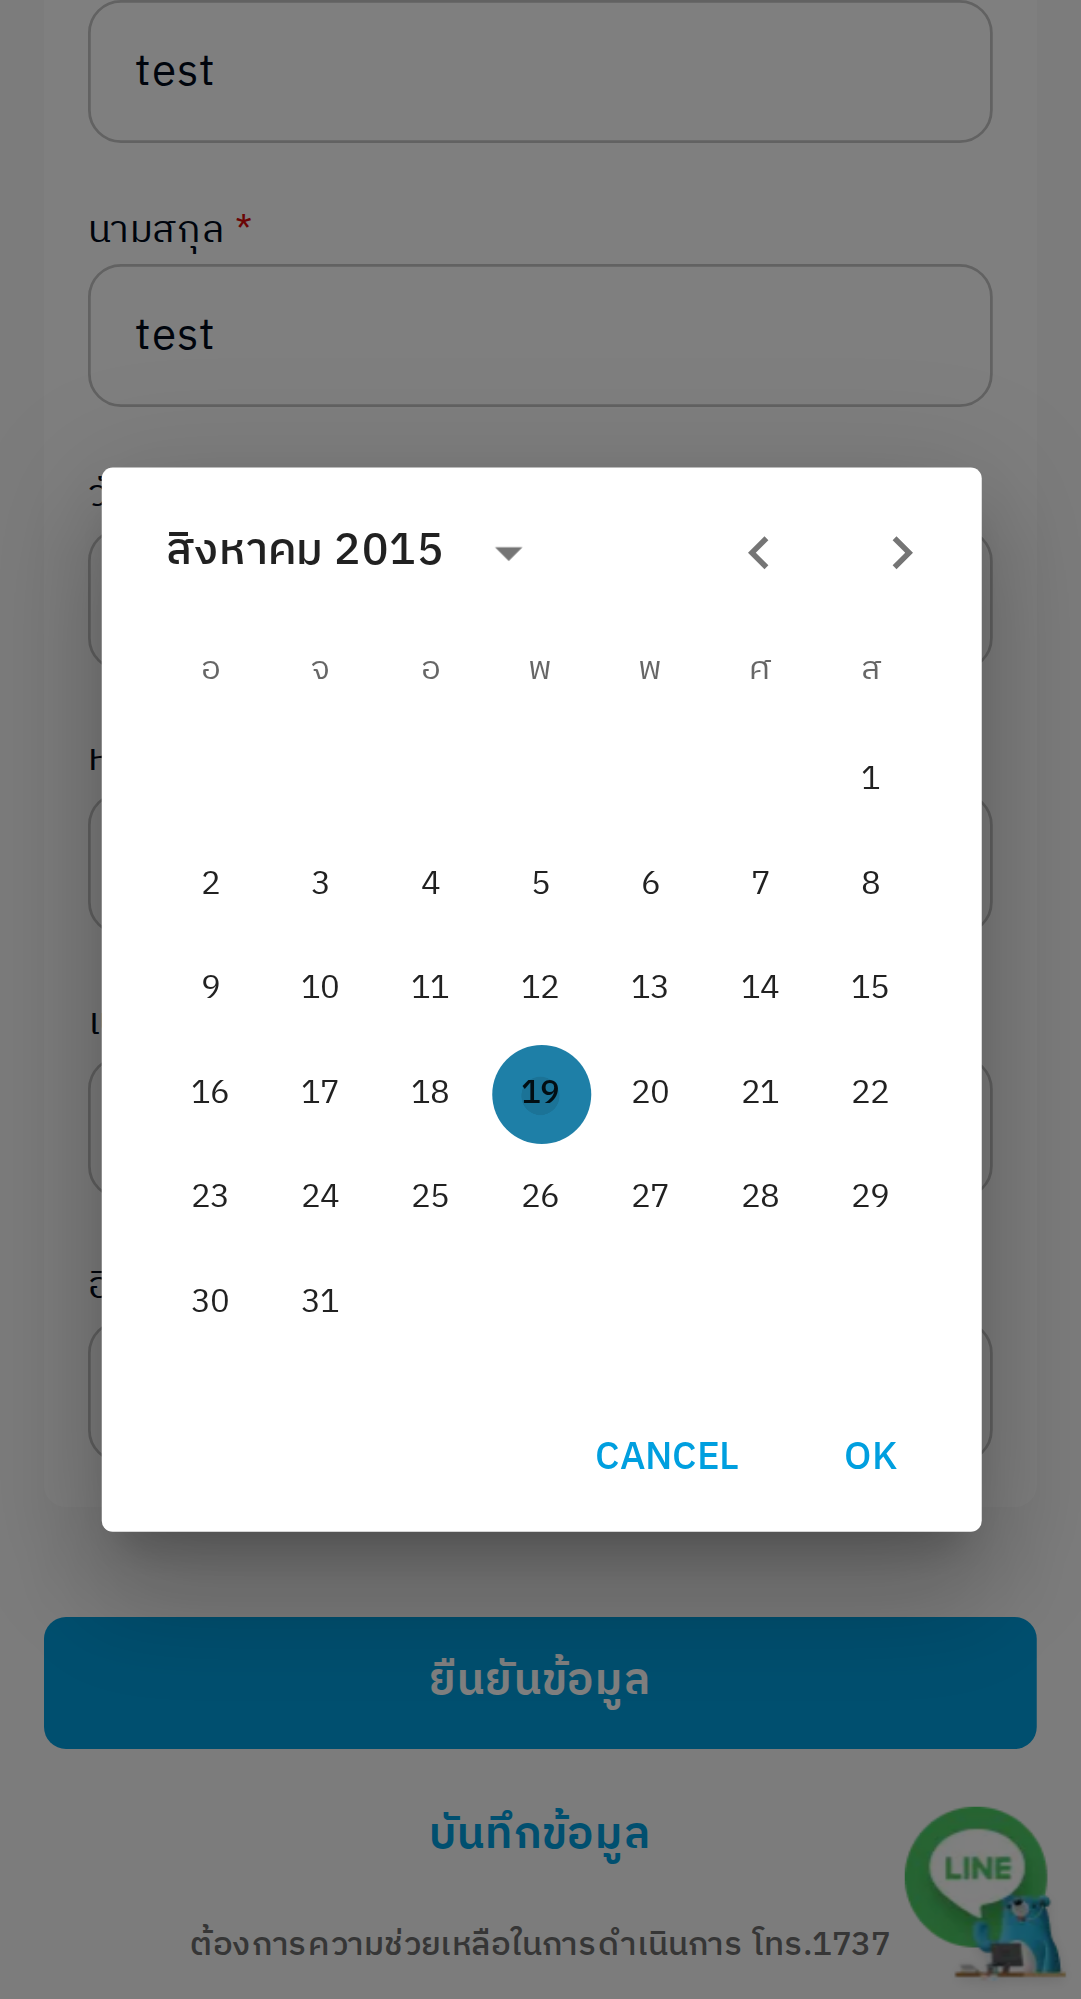 test
นามสกุล *
test
สิงหาคม 2015
อ จ อ พ พ ศ ส
1
2 3 4 5 6 7 8
9 10 11 12 13 14 15
16 17 18 19 20 21 22
23 24 25 26 27 28 29
30 31
CANCEL OK
ยืนยันข้อมูล
บันทึกข้อมูล
LINE
ต้องการความช่วยเหลือในการดำเนินการ โทร.1737